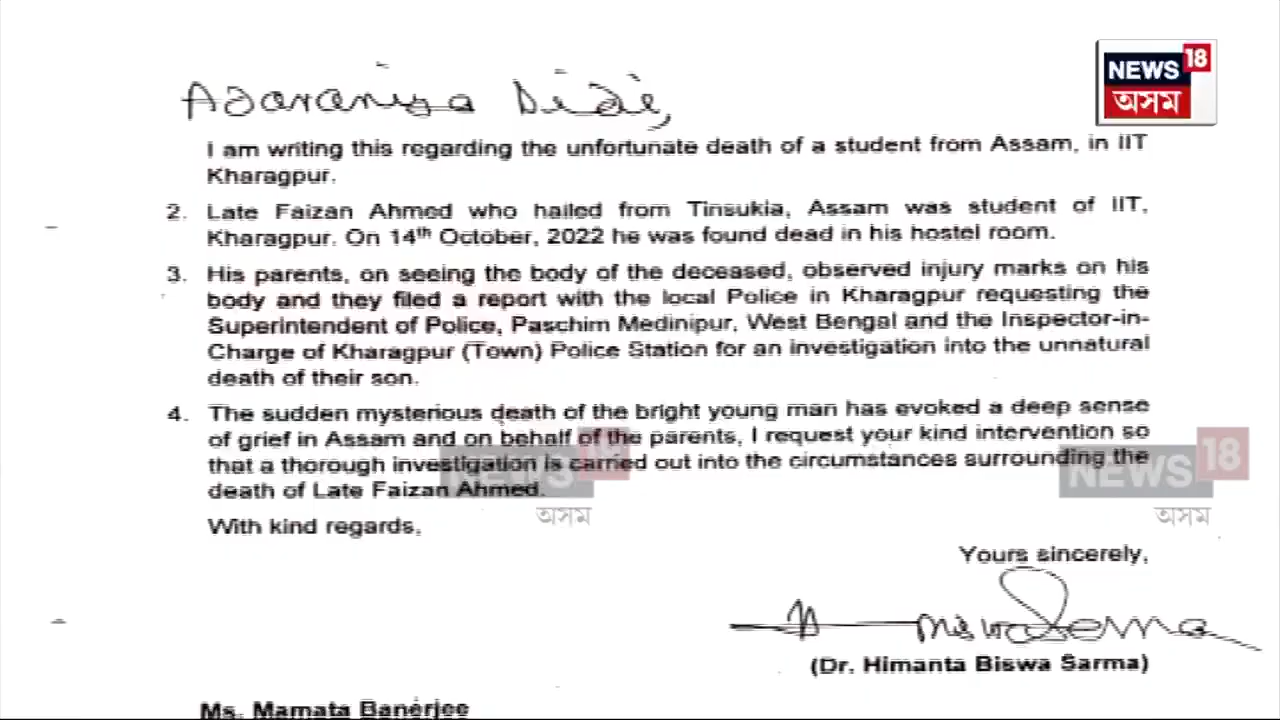 Adaraniya Didi,
NEWS 18
অসম
I am writing this regarding the unfortunate death of a student from Assam, in IIT
Kharagpur.
2. Late Faizan Ahmed who hailed from Tinsukia, Assam was student of IIT,
Kharagpur. On 14th October, 2022 he was found dead in his hostel room.
3. His parents, on seeing the body of the deceased, observed injury marks on his
body and they filed a report with the local Police in Kharagpur requesting the
Superintendent of Police, Paschim Medinipur, West Bengal and the Inspector-in-
Charge of Kharagpur (Town) Police Station for an investigation into the unnatural
death of their son.
4. The sudden mysterious death of the bright young man has evoked a deep sense
of grief in Assam and on behalf of the parents, I request your kind intervention so
that a thorough investigation is carried out into the circumstances surrounding the
death of Late Faizan Ahmed.
NEWS 18
অসম
NEWS 18
অসম
With kind regards,
Yours sincerely,
(Dr. Himanta Biswa Sarma)
Ms. Mamata Banerjee